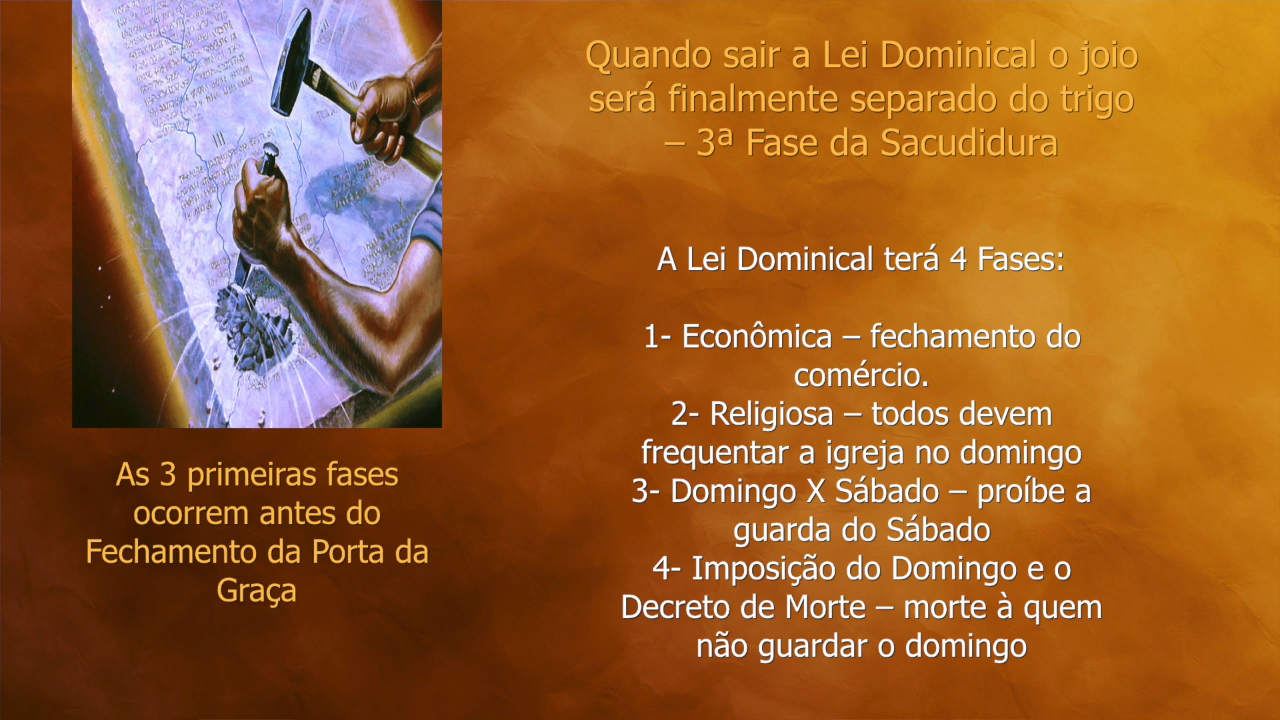 Quando sair a Lei Dominical o joio
será finalmente separado do trigo
– 3ª Fase da Sacudidura
A Lei Dominical terá 4 Fases:
1- Econômica – fechamento do
comércio.
2- Religiosa – todos devem
frequentar a igreja no domingo
3- Domingo X Sábado – proíbe a
guarda do Sábado
4- Imposição do Domingo e o
Decreto de Morte – morte à quem
não guardar o domingo
III
As 3 primeiras fases
ocorrem antes do
Fechamento da Porta da
Graça